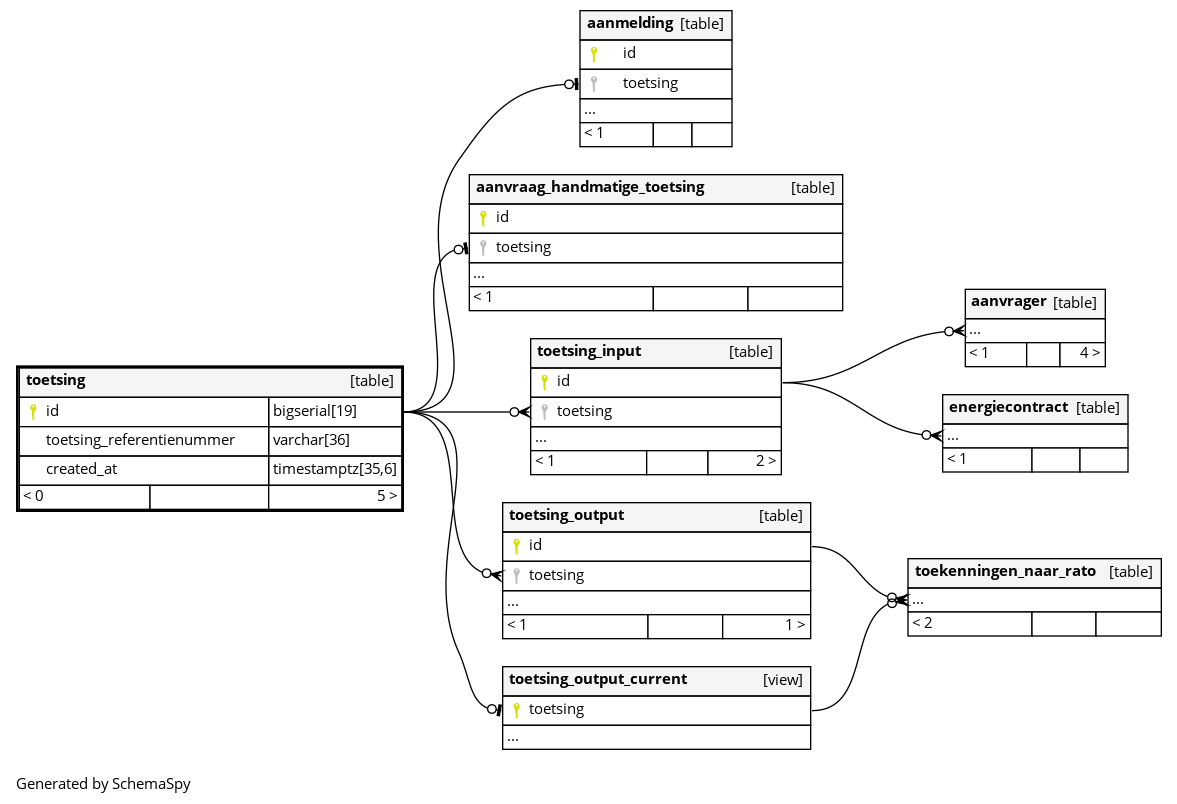 aanmelding [table]
id
toetsing
...
< 1
aanvraag_handmatige_toetsing [table]
id
toetsing
...
< 1
toetsing [table]
id bigserial[19]
toetsing_referentienummer varchar[36]
created_at timestamptz[35,6]
< 0 5 >
toetsing_input [table]
id
toetsing
...
< 1 2 >
aanvrager [table]
...
< 1 4 >
energiecontract [table]
...
< 1
toetsing_output [table]
id
toetsing
...
< 1 1 >
toekenningen_naar_rato [table]
...
< 2
toetsing_output_current [view]
toetsing
...
Generated by SchemaSpy